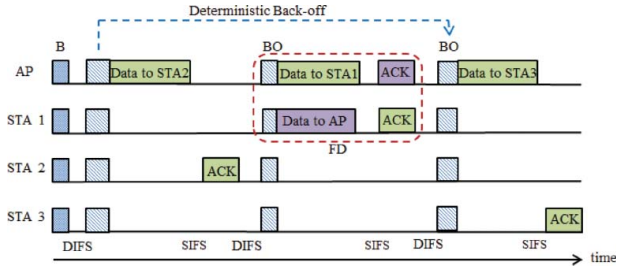 Deterministic Back-off
B BO BO
AP Data to STA2 Data to STA1 ACK Data to STA3
STA 1 Data to AP ACK
FD
STA 2 ACK
STA 3 ACK
DIFS SIFS DIFS SIFS DIFS SIFS
time